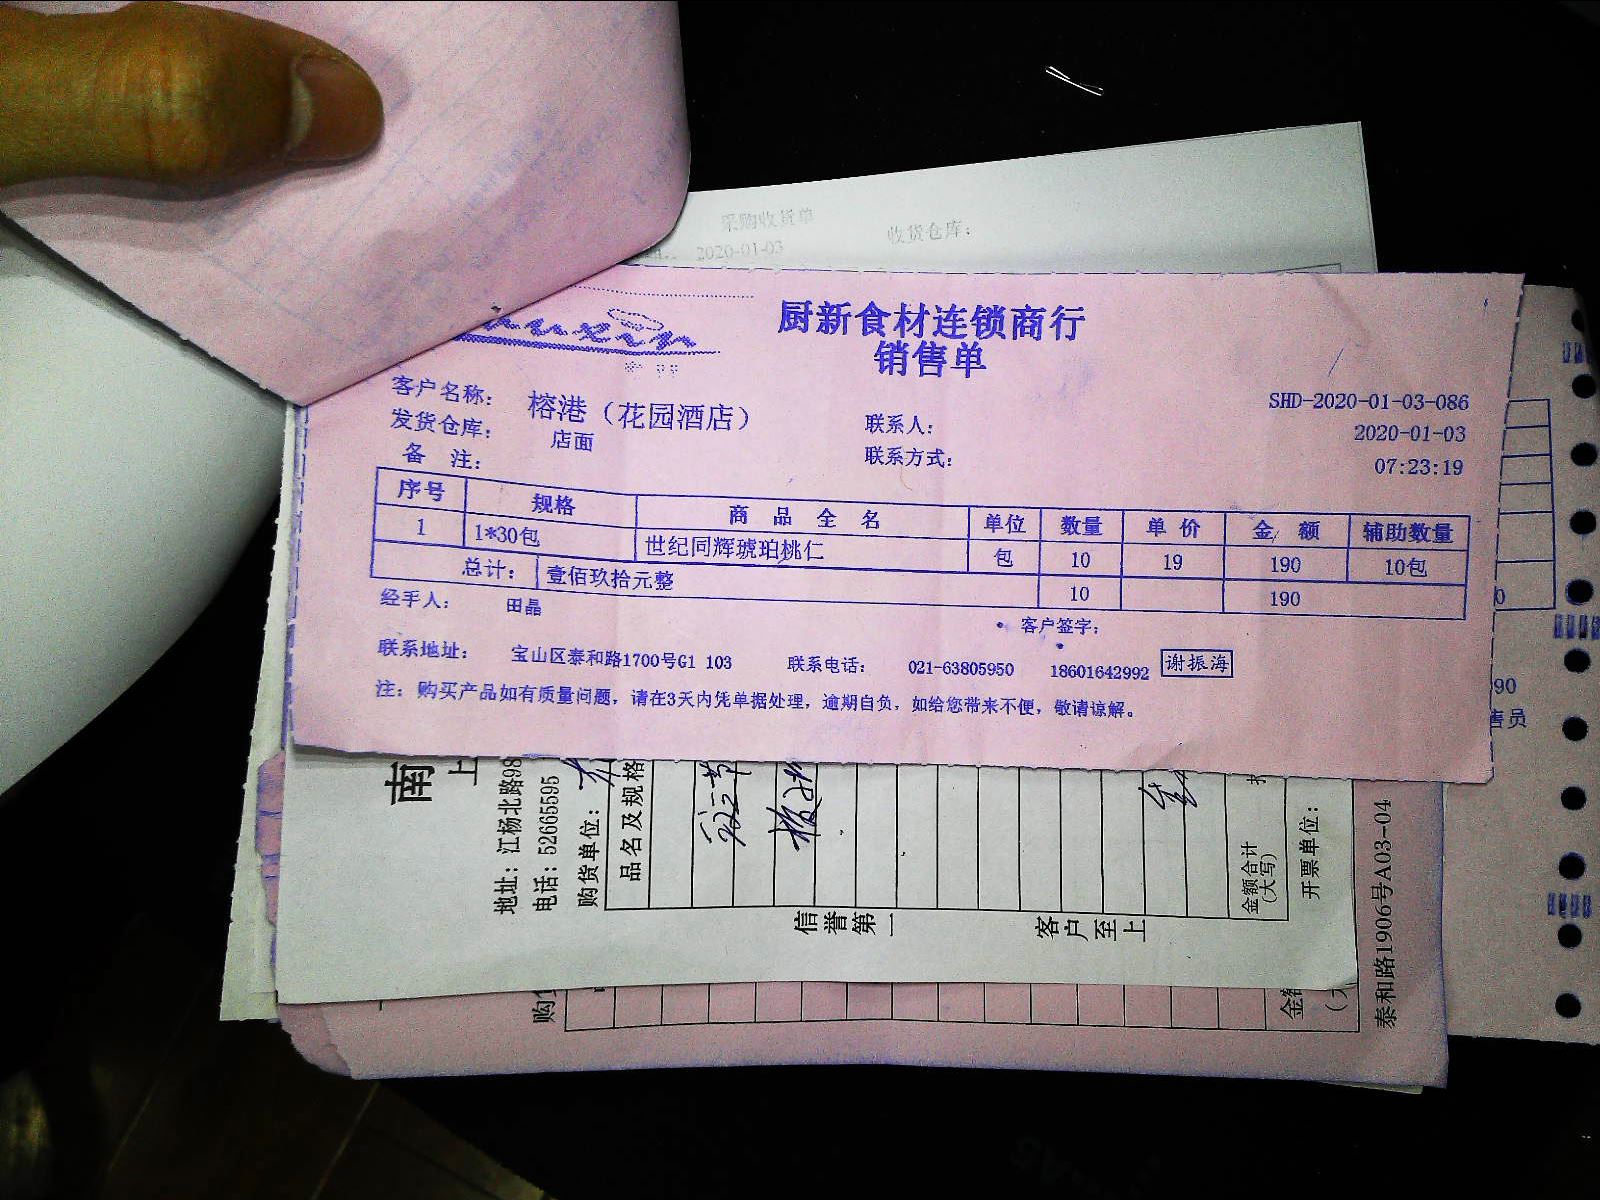 采购收货单
2020-01-03
收货仓库：
厨新食材连锁商行
销售单
客户名称： 榕港（花园酒店）
发货仓库： 店面
备 注：
联系人：
联系方式：
SHD-2020-01-03-086
2020-01-03
07:23:19
序号 规格 商品全名 单位 数量 单价 金额 辅助数量
1 1*30包 世纪同辉琥珀桃仁 包 10 19 190 10包
总计： 壹佰玖拾元整 10 190
经手人： 田晶
客户签字：
联系地址： 宝山区泰和路1700号G1 103 联系电话： 021-63805950 18601642992 谢振海
注：购买产品如有质量问题，请在3天内凭单据处理，逾期自负，如给您带来不便，敬请谅解。
90
售员
南
上
地址：江杨北路98
电话：52665595
购货单位：
品名及规格
金额合计
(大写)
开票单位：
信誉第一
客户至上
泰和路1906号A03-04